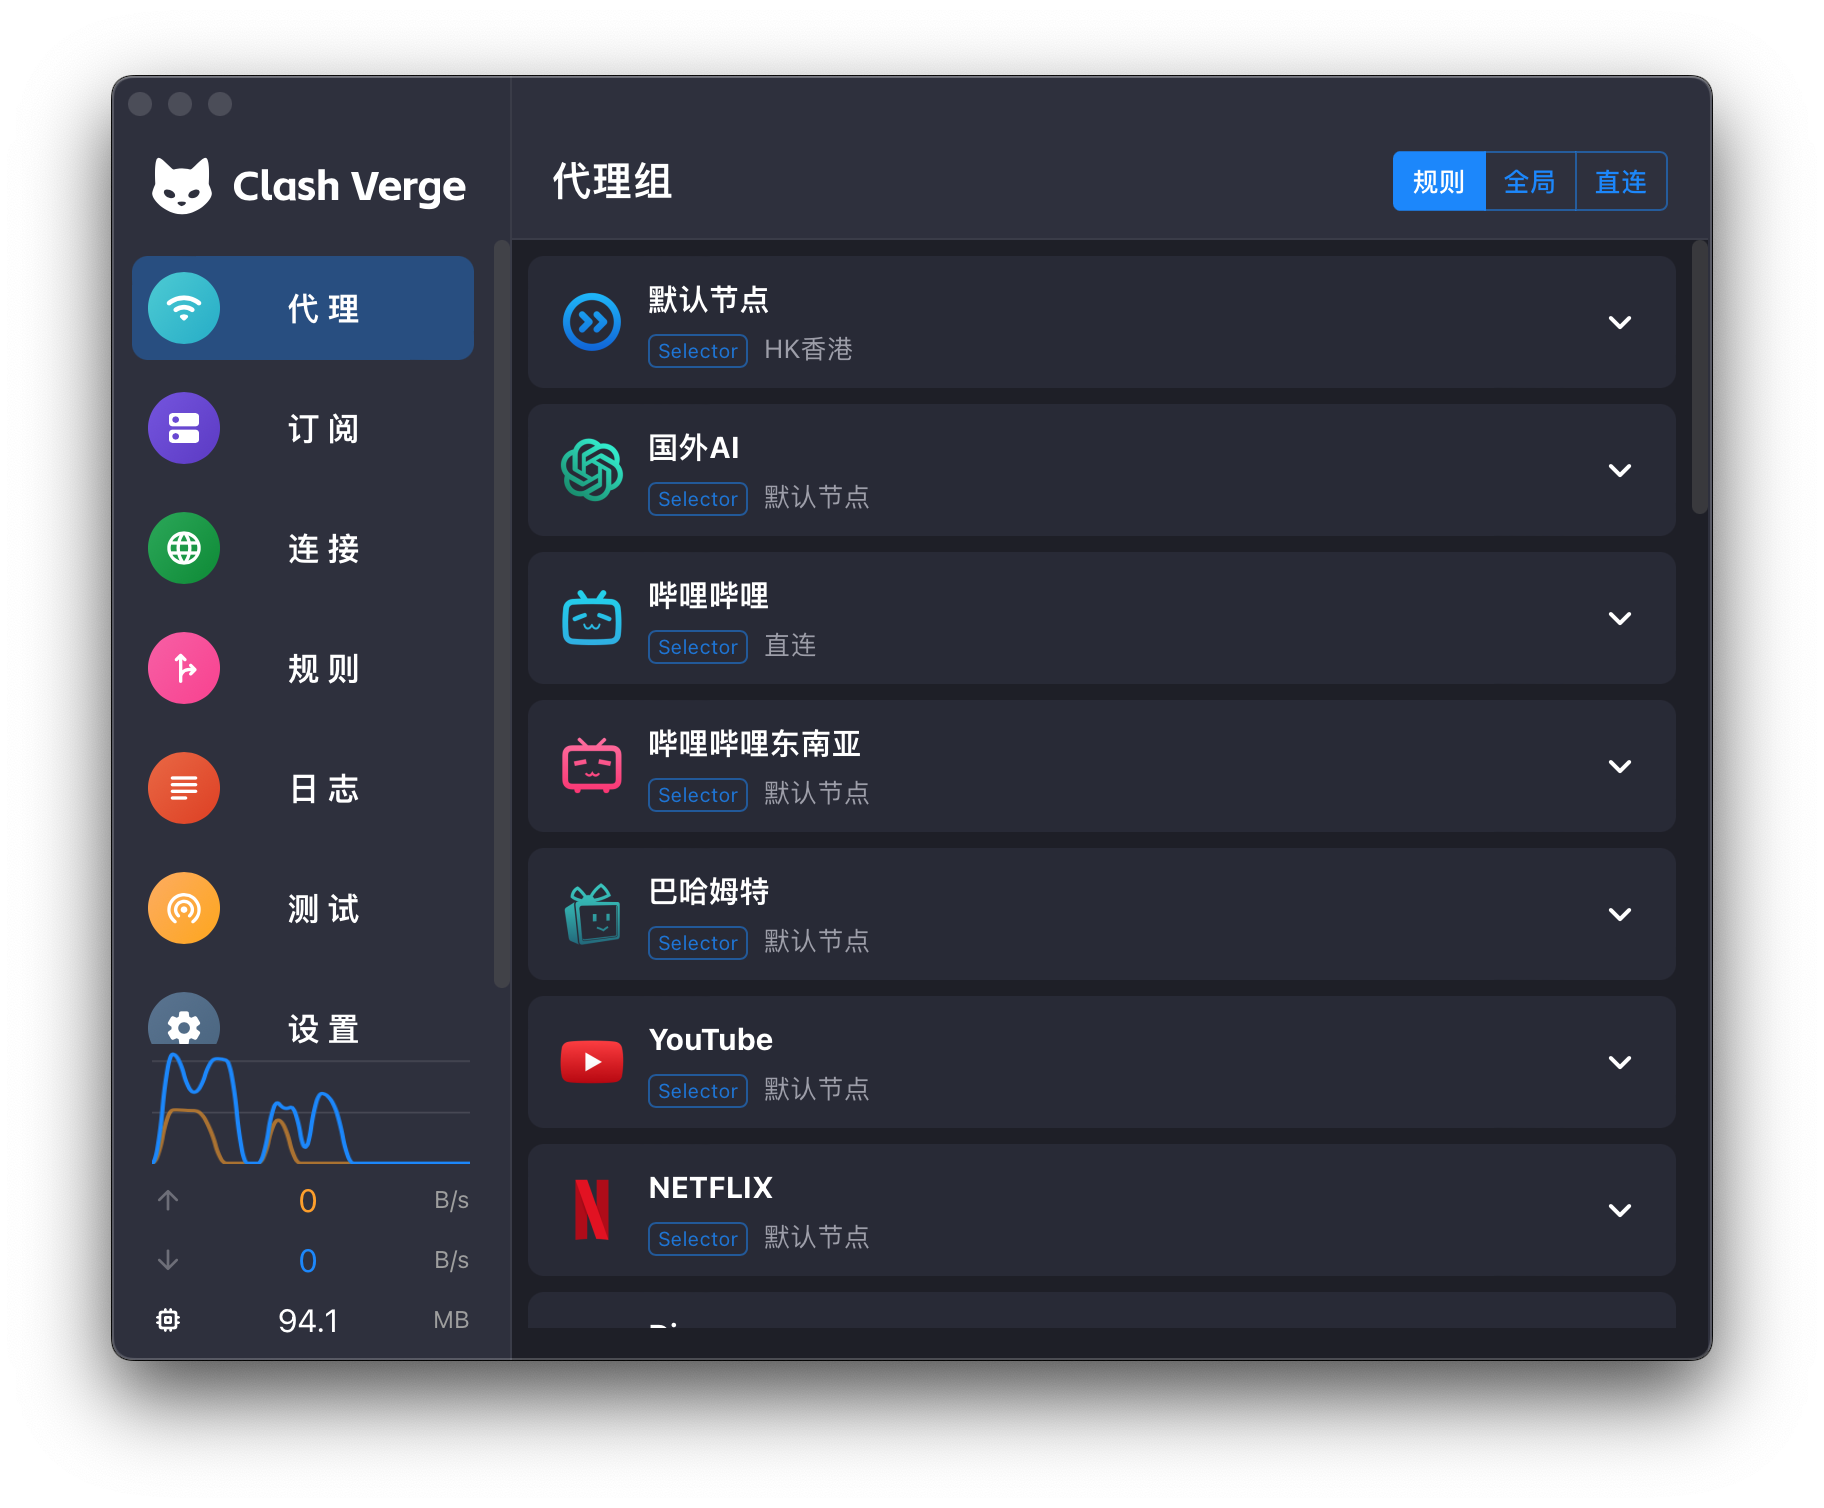 Clash Verge
代理
订阅
连接
规则
日志
测试
设置
0 B/s
0 B/s
94.1 MB
代理组
规则 全局 直连
默认节点
Selector HK香港
国外AI
Selector 默认节点
哔哩哔哩
Selector 直连
哔哩哔哩东南亚
Selector 默认节点
巴哈姆特
Selector 默认节点
YouTube
Selector 默认节点
NETFLIX
Selector 默认节点